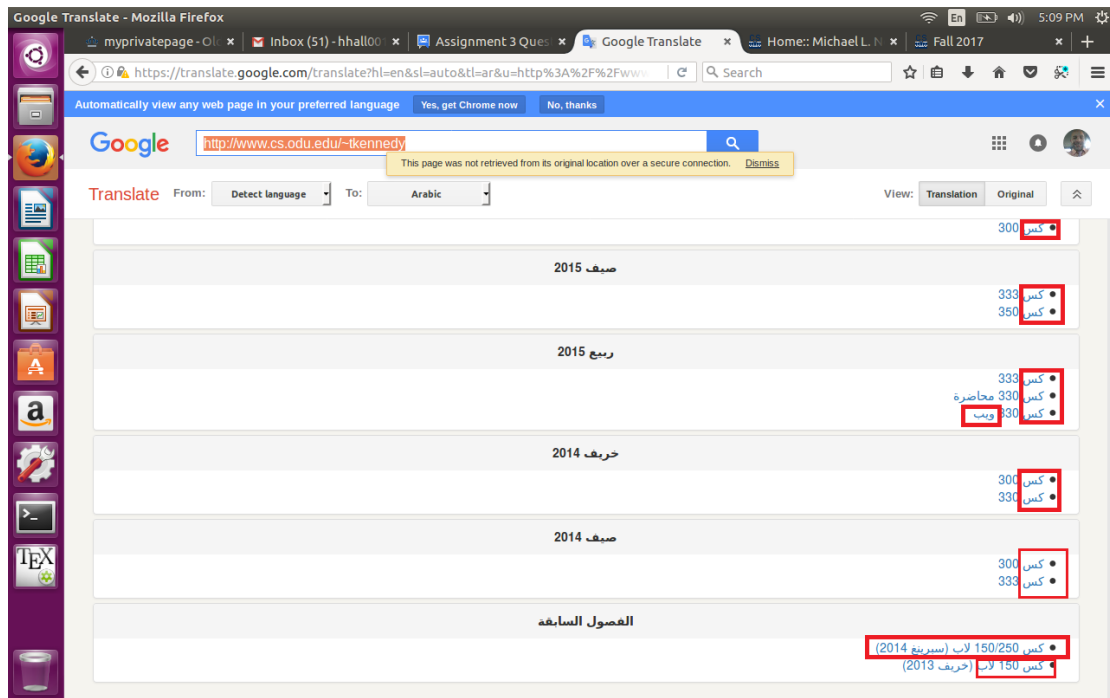 Google Translate - Mozilla Firefox
En
5:09 PM
myprivatepage - Ol
Inbox (51) - hhall00
Assignment 3 Ques
Google Translate
Home:: Michael L. N
Fall 2017
https://translate.google.com/translate?hl=en&sl=auto&tl=ar&u=http%3A%2F%2Fwww
Search
Automatically view any web page in your preferred language
Yes, get Chrome now
No, thanks
Google
http://www.cs.odu.edu/~tkennedy
This page was not retrieved from its original location over a secure connection. Dismiss
Translate From: Detect language To: Arabic
View: Translation Original
كس 300
صيف 2015
كس 333
كس 350
ربيع 2015
كس 333
كس 330 محاضرة
كس 330 ويب
خريف 2014
كس 300
كس 330
صيف 2014
كس 300
كس 333
الفصول السابقة
كس 150/250 لاب (سبرينغ 2014)
كس 150 لاب (خريف 2013)
a
>_
TEX